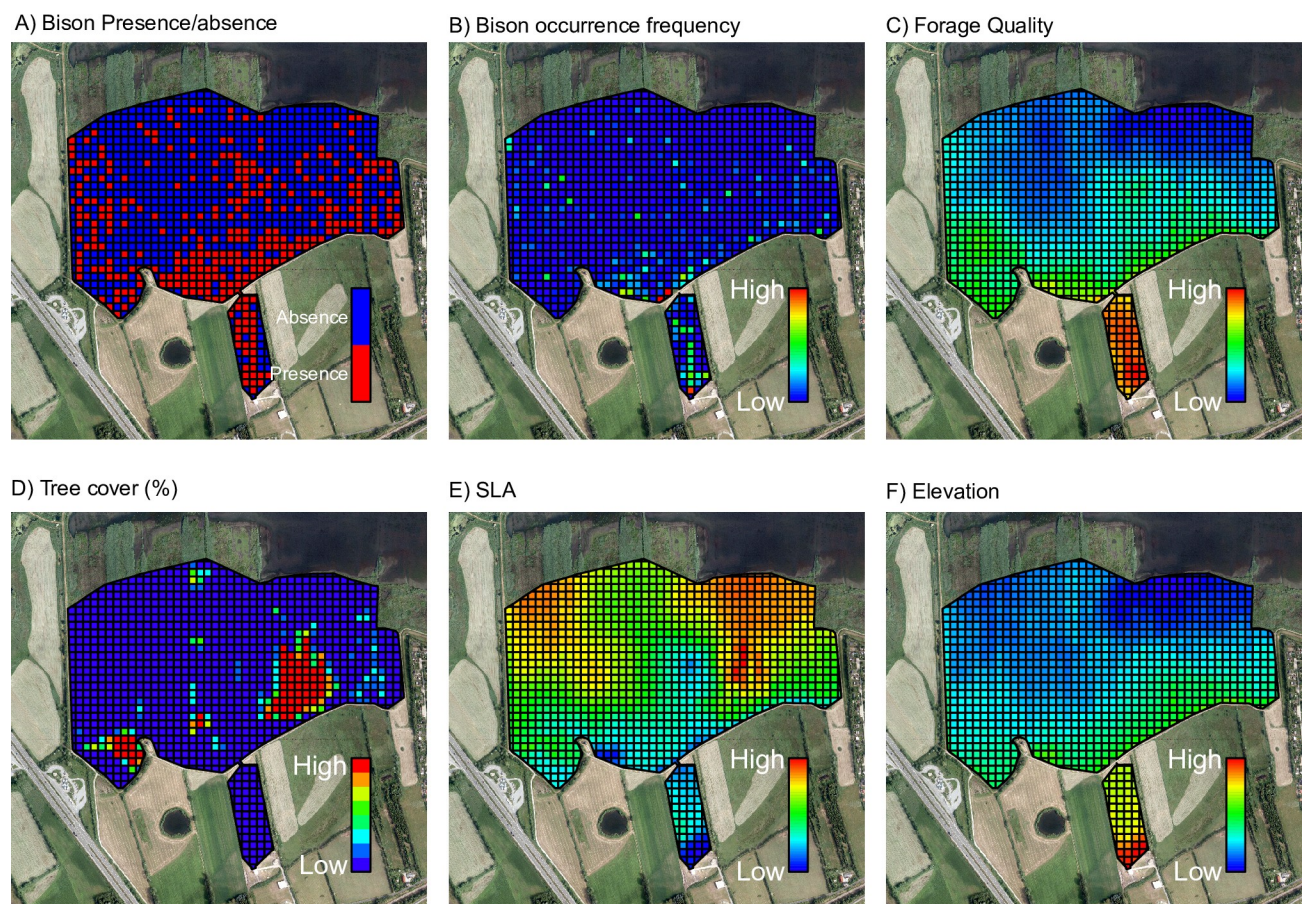 A) Bison Presence/absence
B) Bison occurrence frequency
C) Forage Quality
Absence
Presence
High
Low
High
Low
D) Tree cover (%)
E) SLA
F) Elevation
High
Low
High
Low
High
Low